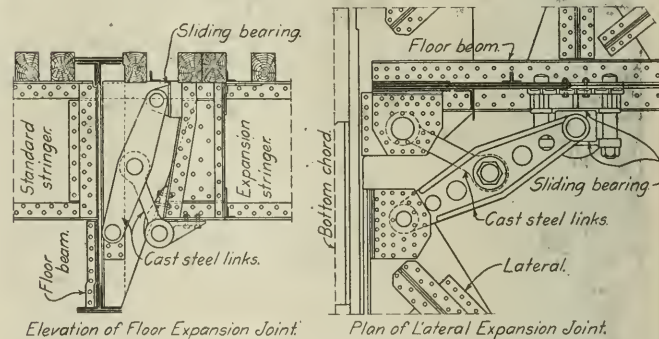 Sliding bearing.
Standard
stringer.
Expansion
stringer.
Floor
beam.
Cast steel links.
Elevation of Floor Expansion Joint.
Floor beam.
Bottom chord.
Sliding bearing
Cast steel links.
Lateral.
Plan of Lateral Expansion Joint.